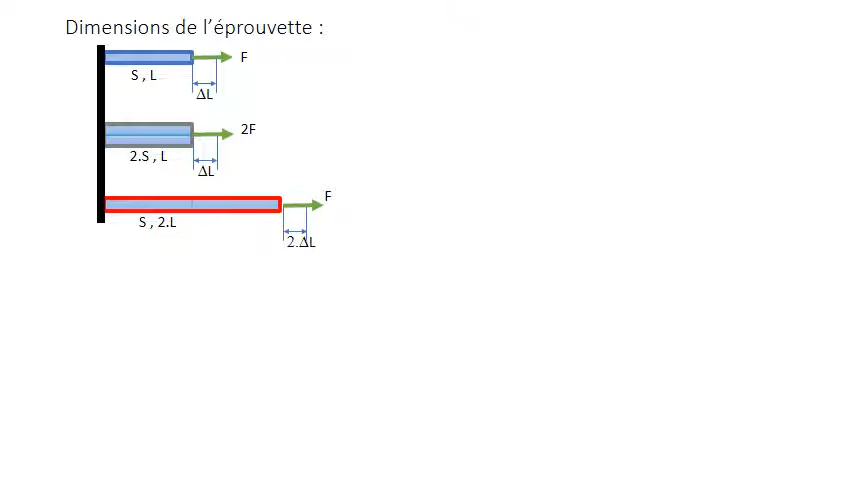 Dimensions de l’éprouvette :
F
S , L
ΔL
2F
2.S , L
ΔL
F
S , 2.L
2.ΔL